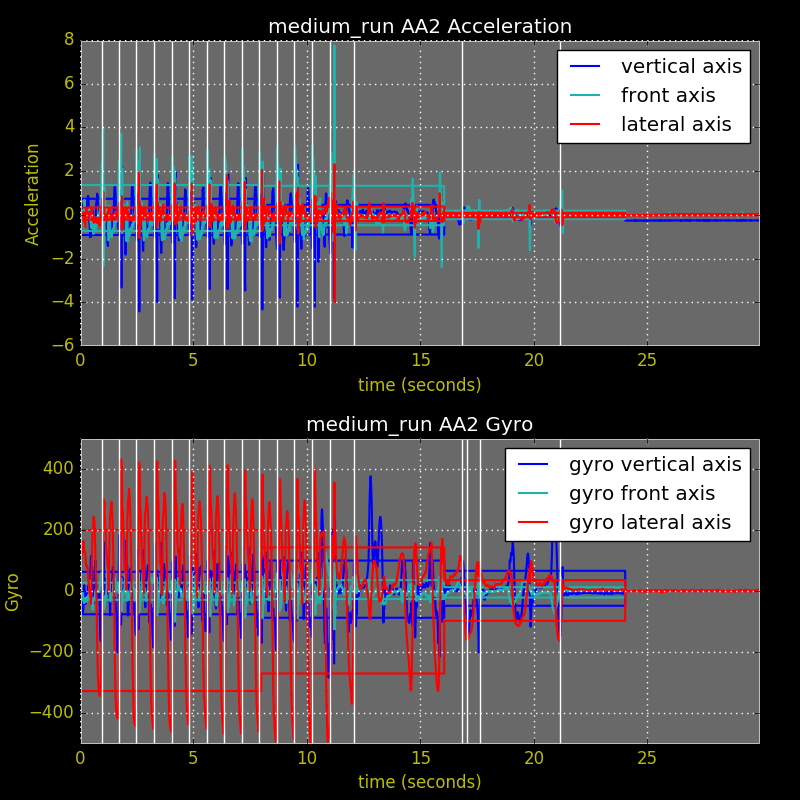 medium_run AA2 Acceleration
8
6
4
2
0
−2
−4
−6
Acceleration
vertical axis
front axis
lateral axis
0 5 10 15 20 25
time (seconds)
medium_run AA2 Gyro
400
200
0
−200
−400
Gyro
gyro vertical axis
gyro front axis
gyro lateral axis
0 5 10 15 20 25
time (seconds)